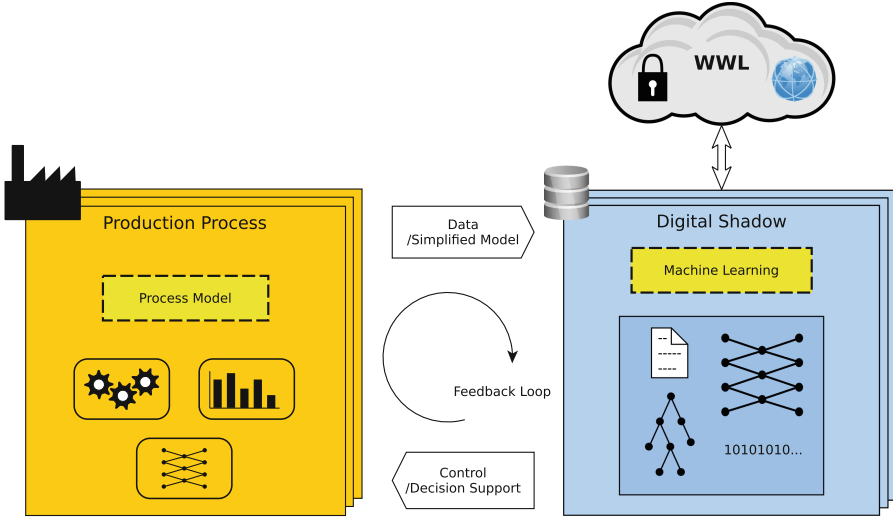 WWL
Production Process
Process Model
Data
/Simplified Model
Feedback Loop
Control
/Decision Support
Digital Shadow
Machine Learning
--
-----
----
10101010...